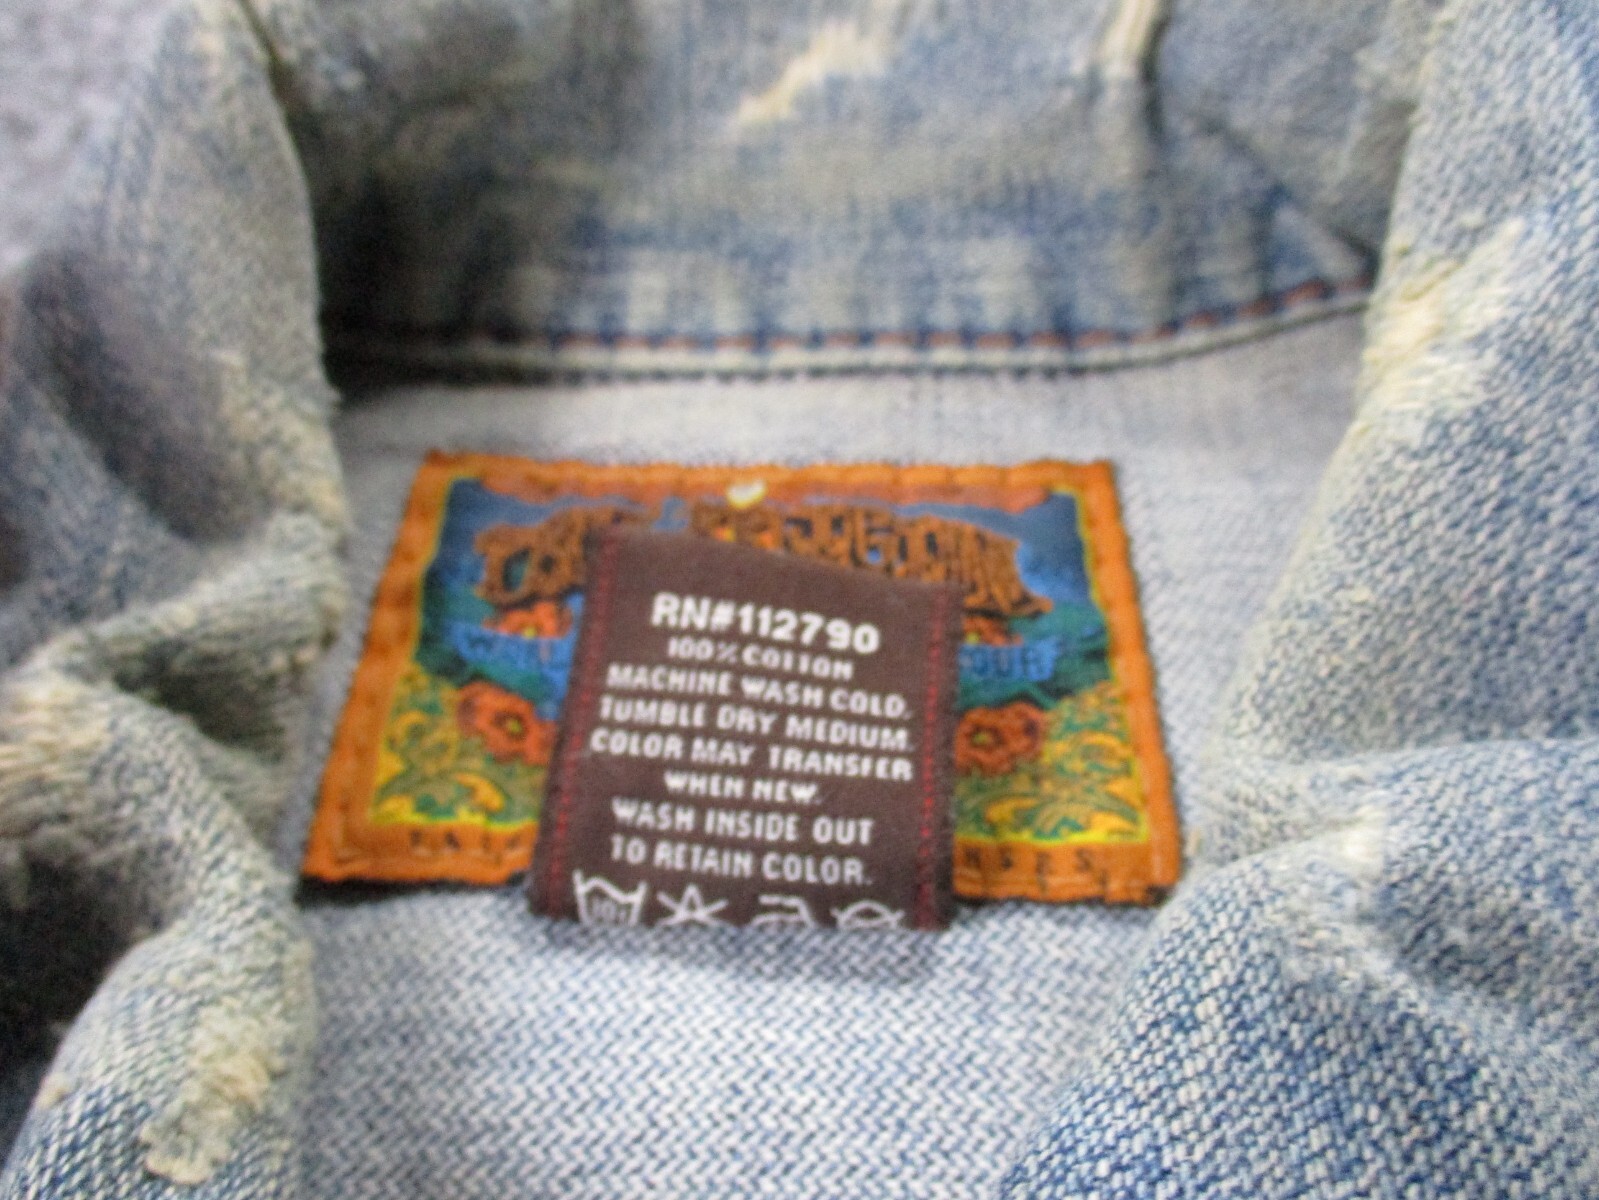 RN#112790
100% COTTON
MACHINE WASH COLD.
TUMBLE DRY MEDIUM.
COLOR MAY TRANSFER
WHEN NEW.
WASH INSIDE OUT
TO RETAIN COLOR.